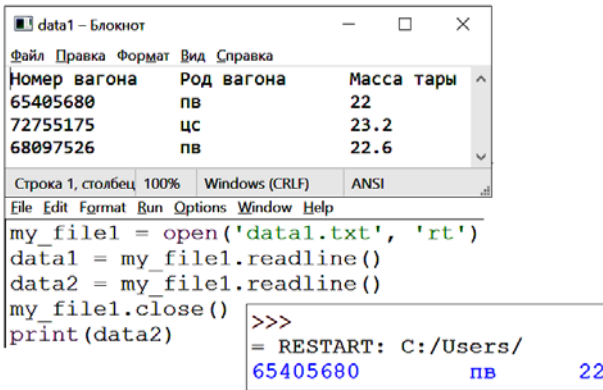 data1 – Блокнот
Файл Правка Формат Вид Справка
Номер вагона Род вагона Масса тары
65405680 пв 22
72755175 цс 23.2
68097526 пв 22.6
Строка 1, столбец 100% Windows (CRLF) ANSI
File Edit Format Run Options Window Help
my_file1 = open('data1.txt', 'rt')
data1 = my_file1.readline()
data2 = my_file1.readline()
my_file1.close()
print(data2)
>>>
= RESTART: C:/Users/
65405680 пв 22